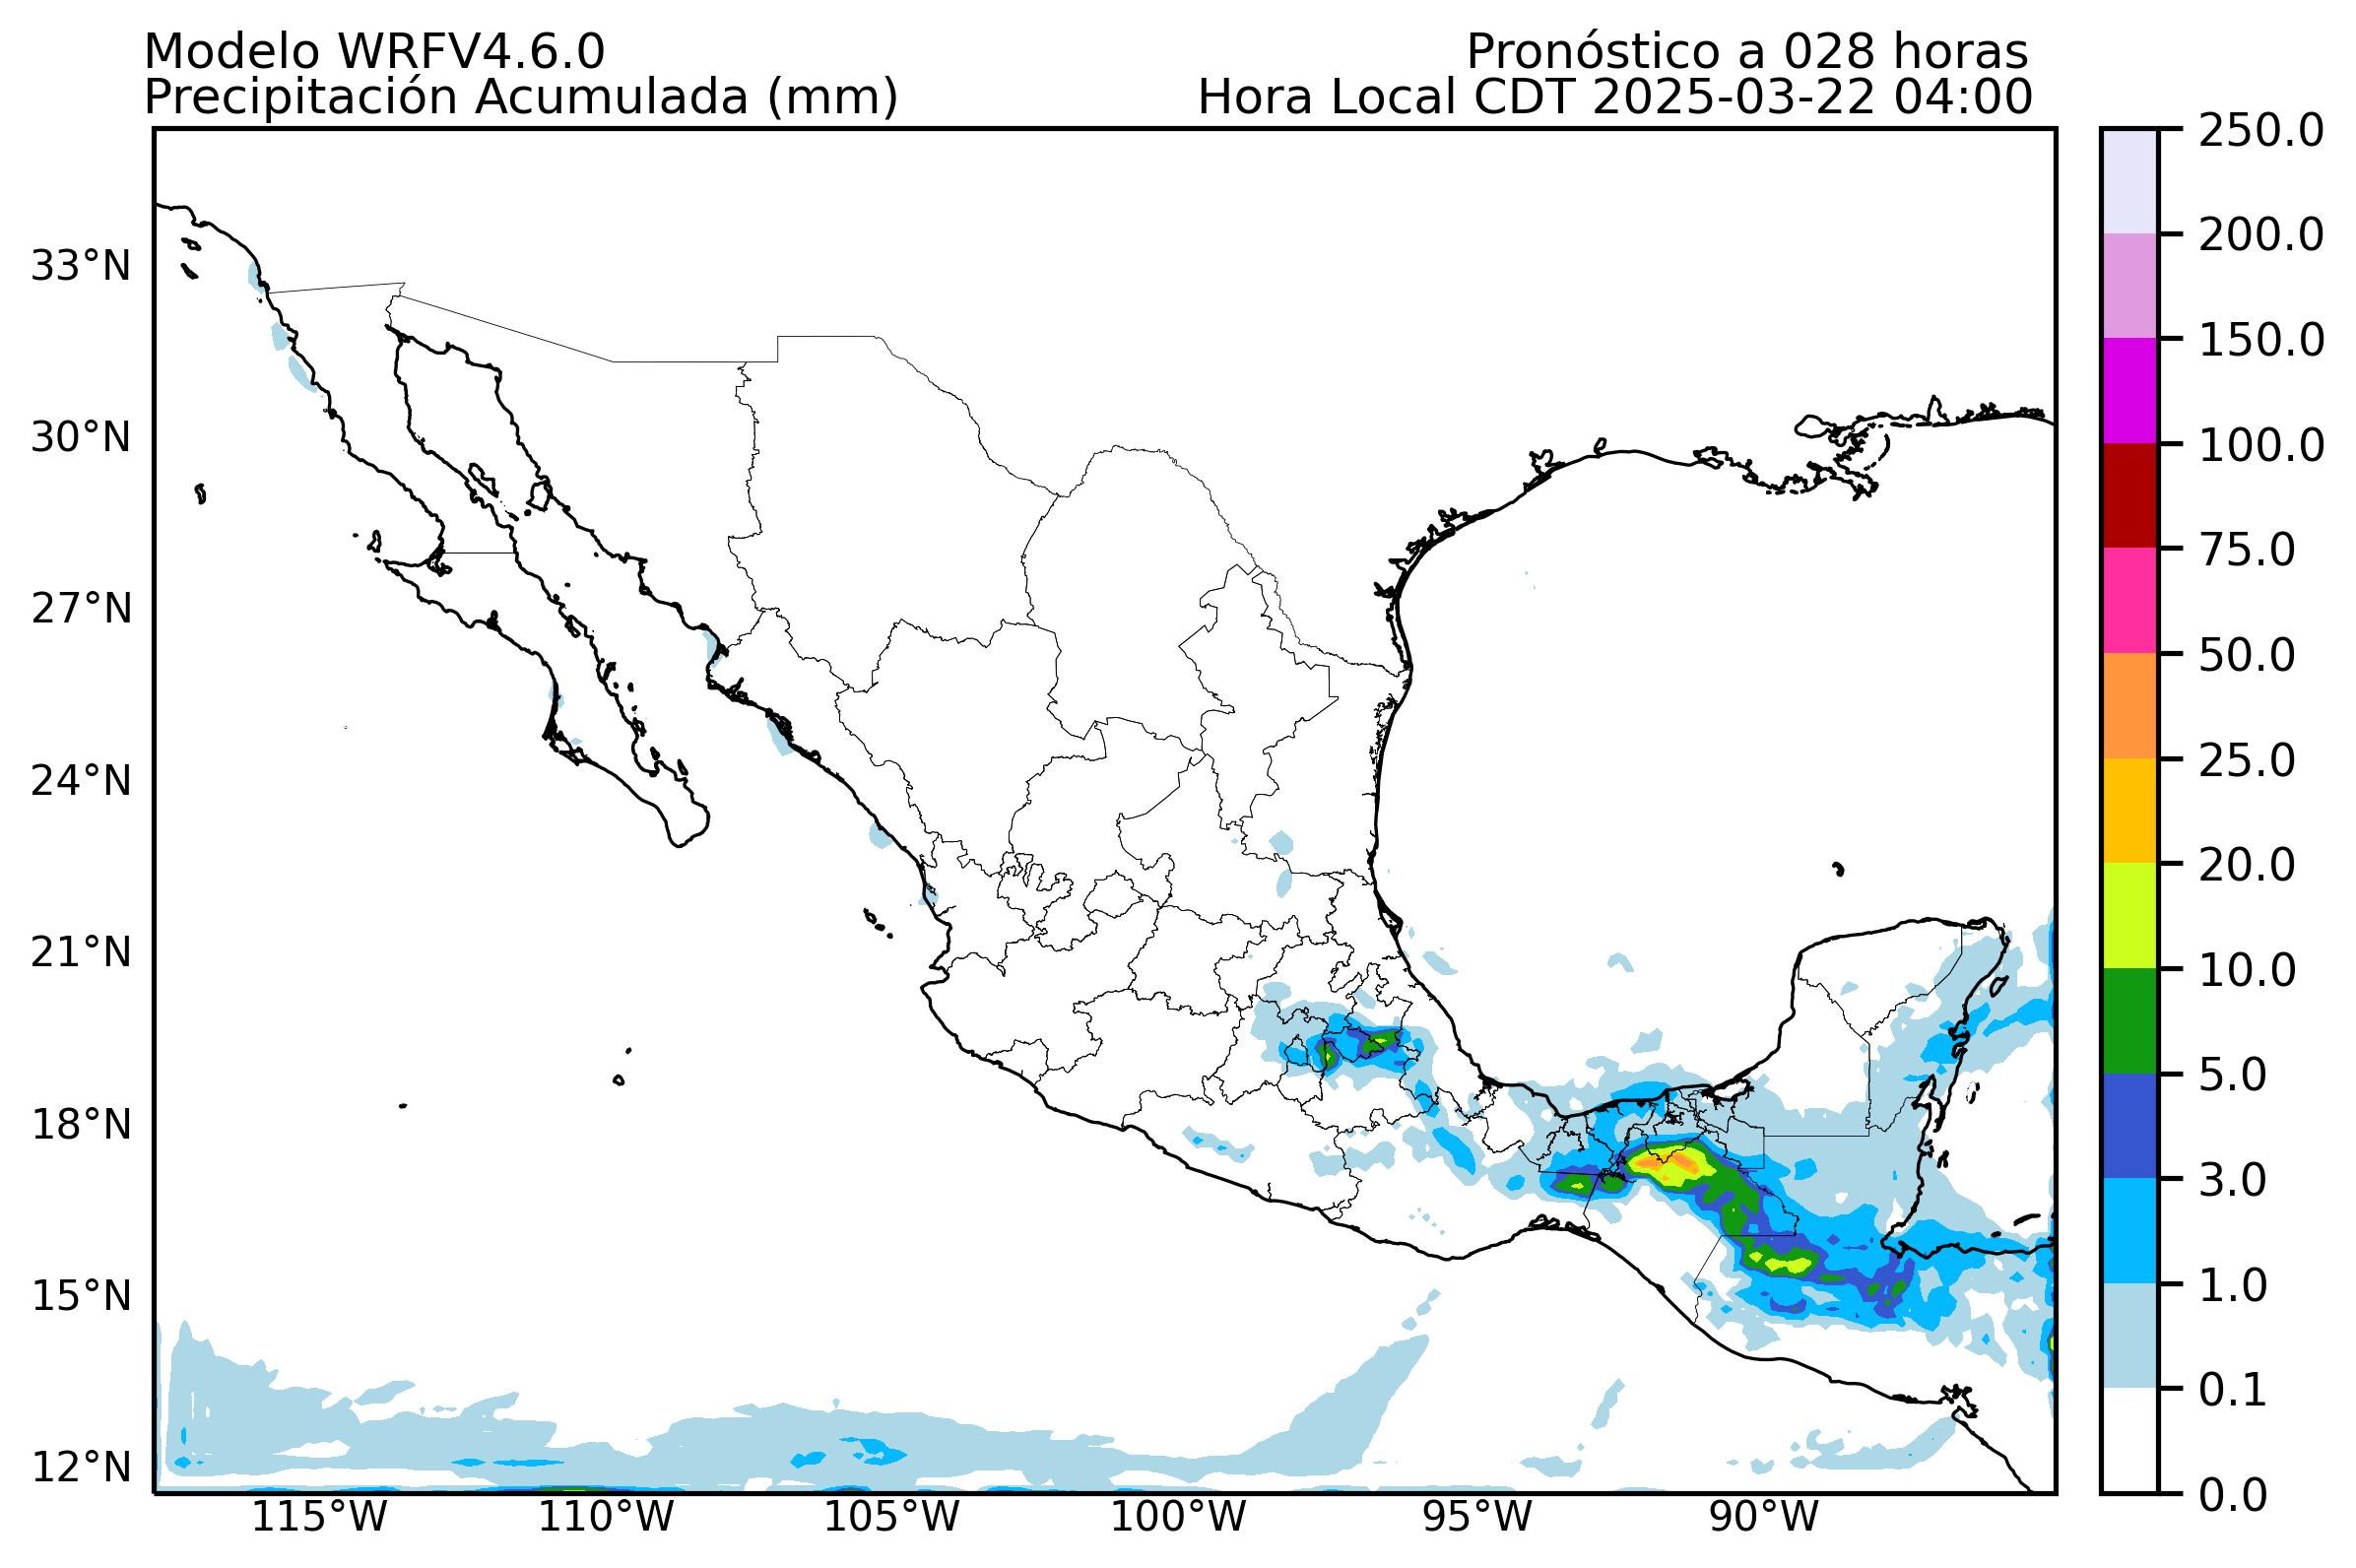 Modelo WRFV4.6.0
Pronóstico a 028 horas
Precipitación Acumulada (mm)
Hora Local CDT 2025-03-22 04:00
33°N
30°N
27°N
24°N
21°N
18°N
15°N
12°N
115°W
110°W
105°W
100°W
95°W
90°W
250.0
200.0
150.0
100.0
75.0
50.0
25.0
20.0
10.0
5.0
3.0
1.0
0.1
0.0